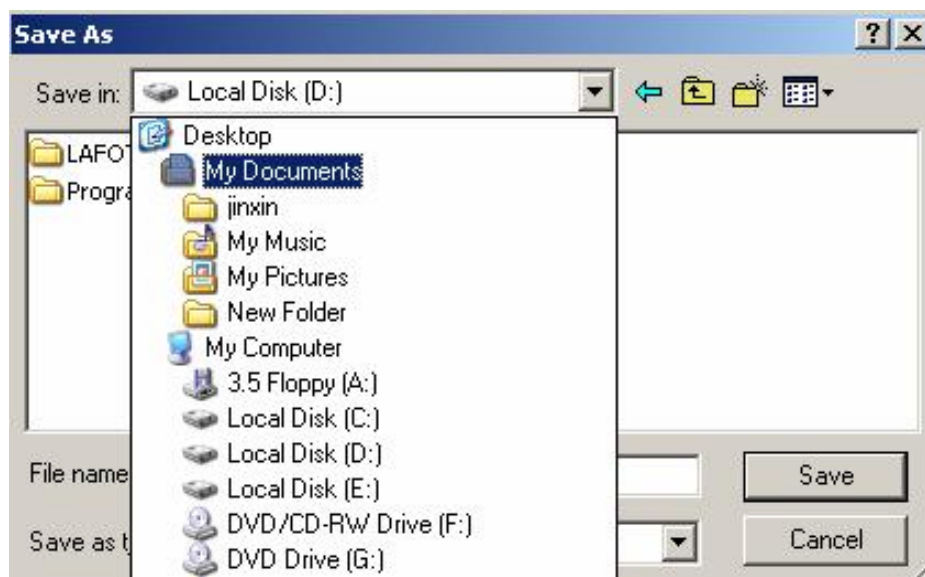 Save As
Save in: Local Disk (D:)
Desktop
LAFOT
My Documents
Progra
jinxin
My Music
My Pictures
New Folder
My Computer
3.5 Floppy (A:)
Local Disk (C:)
Local Disk (D:)
File name
Save
Local Disk (E:)
DVD/CD-RW Drive (F:)
Save as t
Cancel
DVD Drive (G:)